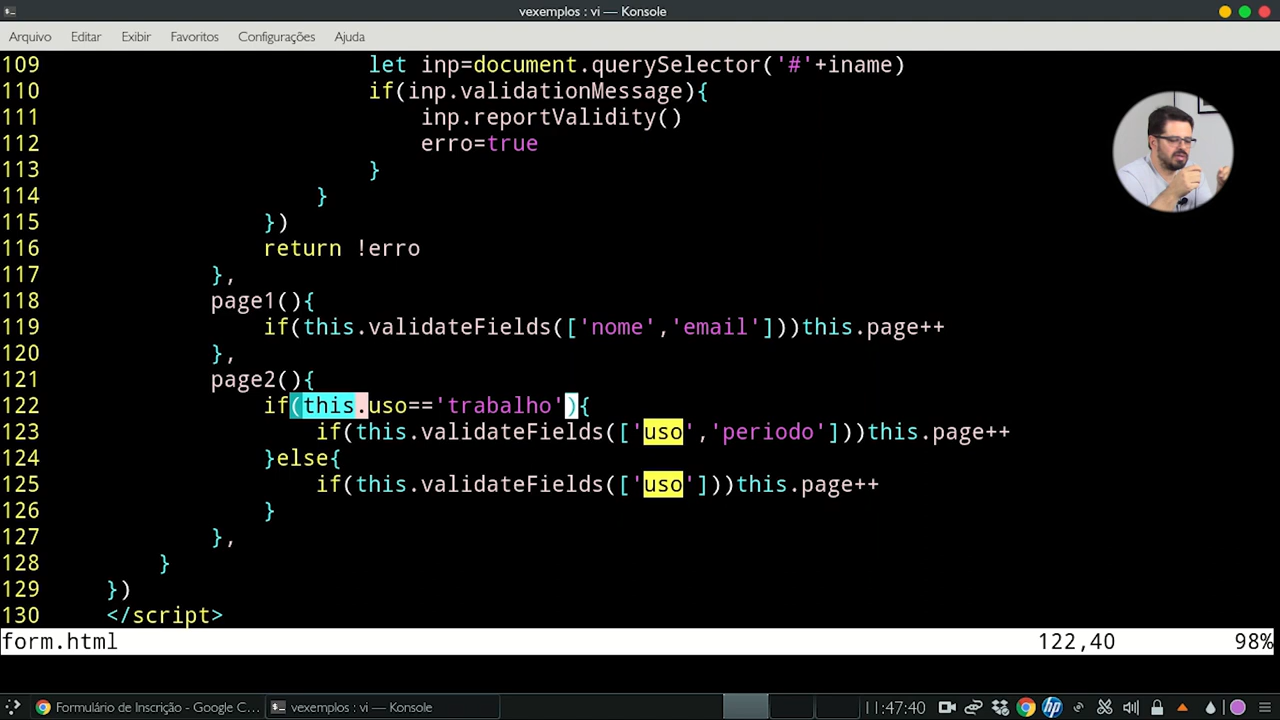 vexemplos : vi — Konsole
Arquivo Editar Exibir Favoritos Configurações Ajuda
109 let inp=document.querySelector('#'+iname)
110 if(inp.validationMessage){
111 inp.reportValidity()
112 erro=true
113 }
114 }
115 })
116 return !erro
117 },
118 page1(){
119 if(this.validateFields(['nome','email']))this.page++
120 },
121 page2(){
122 if(this.uso=='trabalho'){
123 if(this.validateFields(['uso','periodo']))this.page++
124 }else{
125 if(this.validateFields(['uso']))this.page++
126 }
127 },
128 }
129 })
130 </script>
form.html 122,40 98%
Formulário de Inscrição - Google C... vexemplos : vi — Konsole 11:47:40